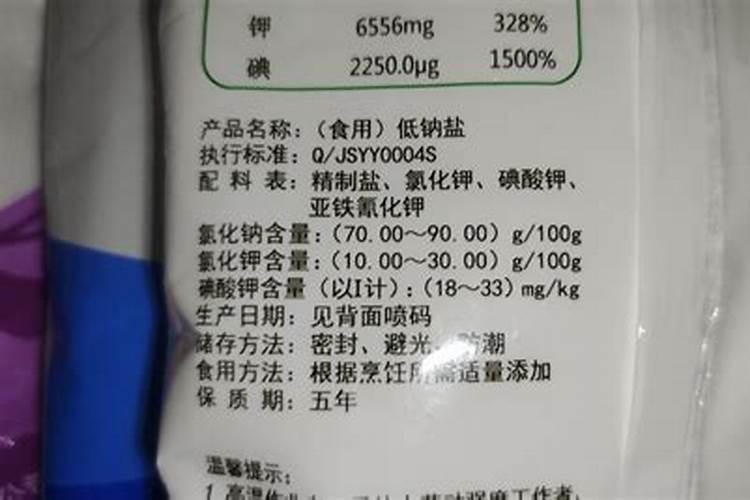 钾 6556mg 328%
碘 2250.0μg 1500%
产品名称：（食用）低钠盐
执行标准：Q/JSYY0004S
配 料 表：精制盐、氯化钾、碘酸钾、
亚铁氰化钾
氯化钠含量：（70.00～90.00）g/100g
氯化钾含量：（10.00～30.00）g/100g
碘酸钾含量（以I计）：（18～33）mg/kg
生产日期：见背面喷码
储存方法：密封、避光、防潮
食用方法：根据烹饪所需适量添加
保 质 期：五年
温馨提示：
1.高温作业